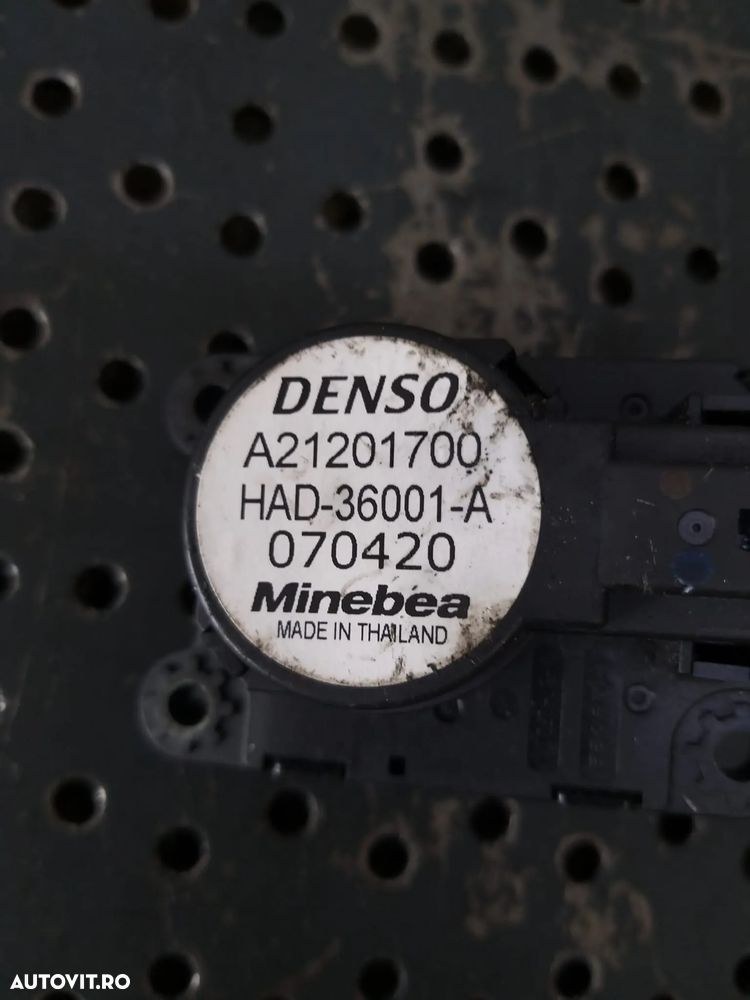 DENSO
A21201700
HAD-36001-A
070420
Minebea
MADE IN THAILAND
AUTOVIT.RO